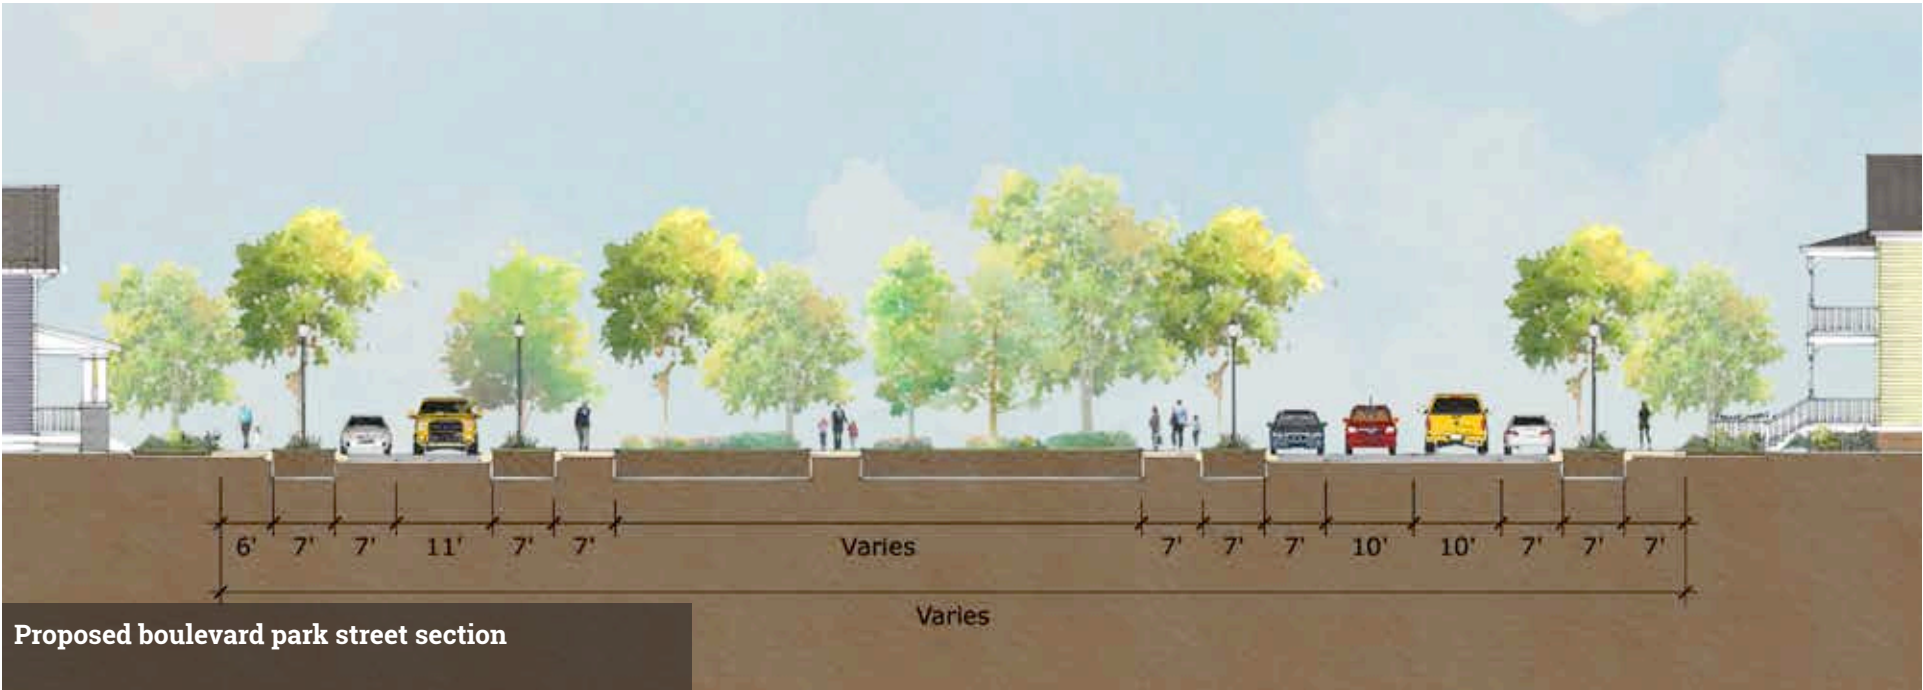 6' 7' 7' 11' 7' 7' Varies 7' 7' 7' 10' 10' 7' 7' 7'
Varies
Proposed boulevard park street section